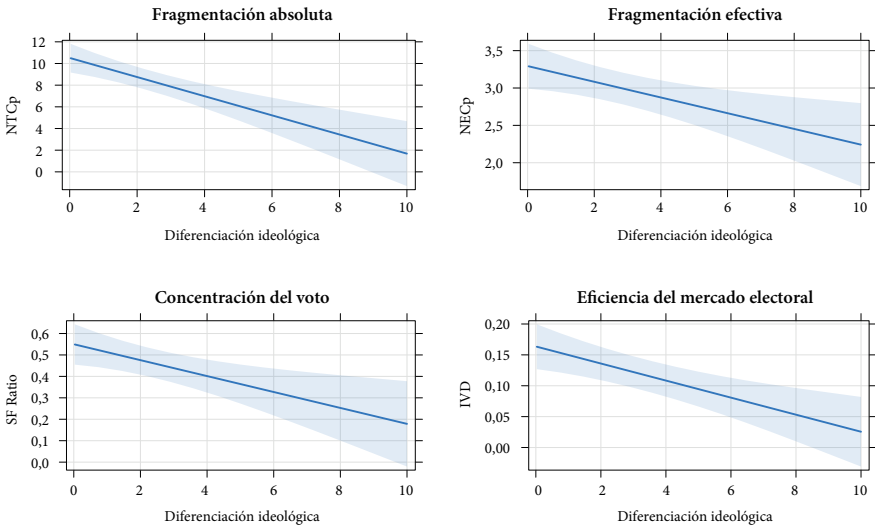 Fragmentación absoluta
12
10
8
6
4
2
0
NTCp
0 2 4 6 8 10
Diferenciación ideológica
Fragmentación efectiva
3,5
3,0
2,5
2,0
NECp
0 2 4 6 8 10
Diferenciación ideológica
Concentración del voto
0,6
0,5
0,4
0,3
0,2
0,1
0,0
SF Ratio
0 2 4 6 8 10
Diferenciación ideológica
Eficiencia del mercado electoral
0,20
0,15
0,10
0,05
0,00
IVD
0 2 4 6 8 10
Diferenciación ideológica